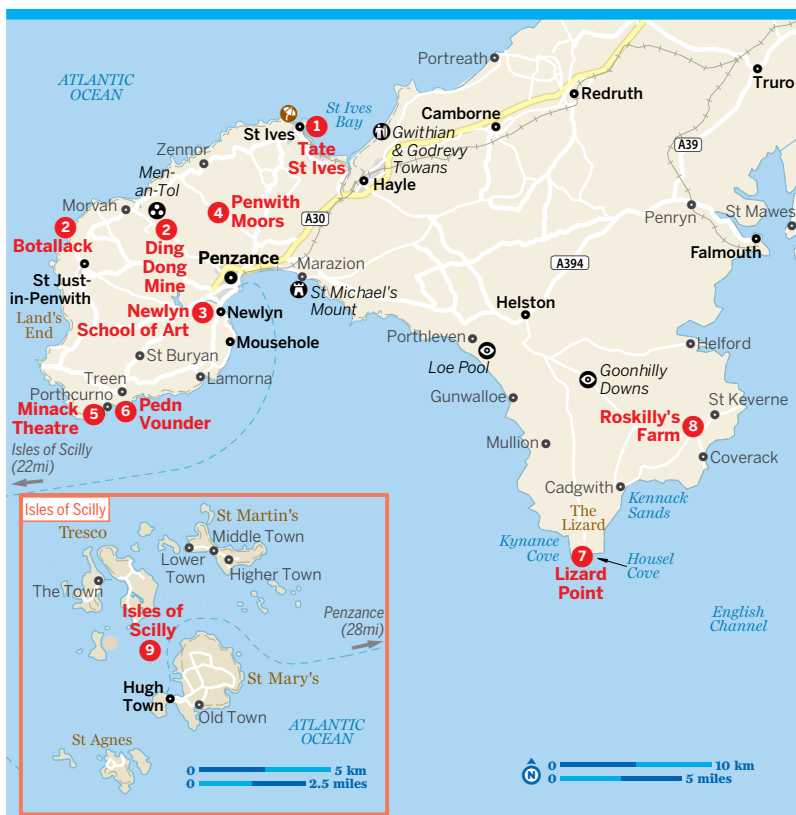 Portreath
ATLANTIC
OCEAN
Truro
Redruth
St Ives
Bay
Camborne
St Ives
1
Tate
St Ives
Gwithian
& Godrevy
Towans
A39
Zennor
Men-
an-Tol
Hayle
4
Penwith
Moors
Morvah
A30
Penryn
St Mawes
2
Botallack
2
Ding
Dong
Mine
Falmouth
Penzance
Marazion
A394
St Just-
in-Penwith
St Michael's
Mount
Helston
Land's
End
Newlyn
School of Art
3
Newlyn
Mousehole
Porthleven
Helford
St Buryan
Loe Pool
Goonhilly
Downs
Treen
Lamorna
Porthcurno
Gunwalloe
St Keverne
Minack
Theatre
5
6
Pedn
Vounder
Roskilly's
Farm
8
Isles of Scilly
(22mi)
Mullion
Coverack
Cadgwith
Kennack
Sands
The
Lizard
Kynance
Cove
7
Lizard
Point
Housel
Cove
English
Channel
Isles of Scilly
St Martin's
Tresco
Middle Town
Lower
Town
Higher Town
The Town
Isles of
Scilly
9
Penzance
(28mi)
St Mary's
Hugh
Town
Old Town
St Agnes
ATLANTIC
OCEAN
0 5 km
0 2.5 miles
N
0 10 km
0 5 miles